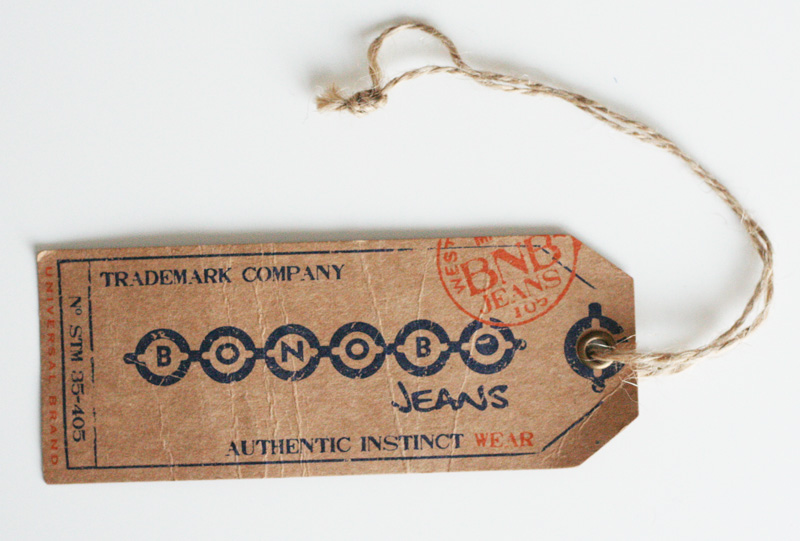 UNIVERSAL BRAND
Nº STM 35-405
TRADEMARK COMPANY
BONOBO
JEANS
AUTHENTIC INSTINCT WEAR
WEST
BNB
JEANS
105